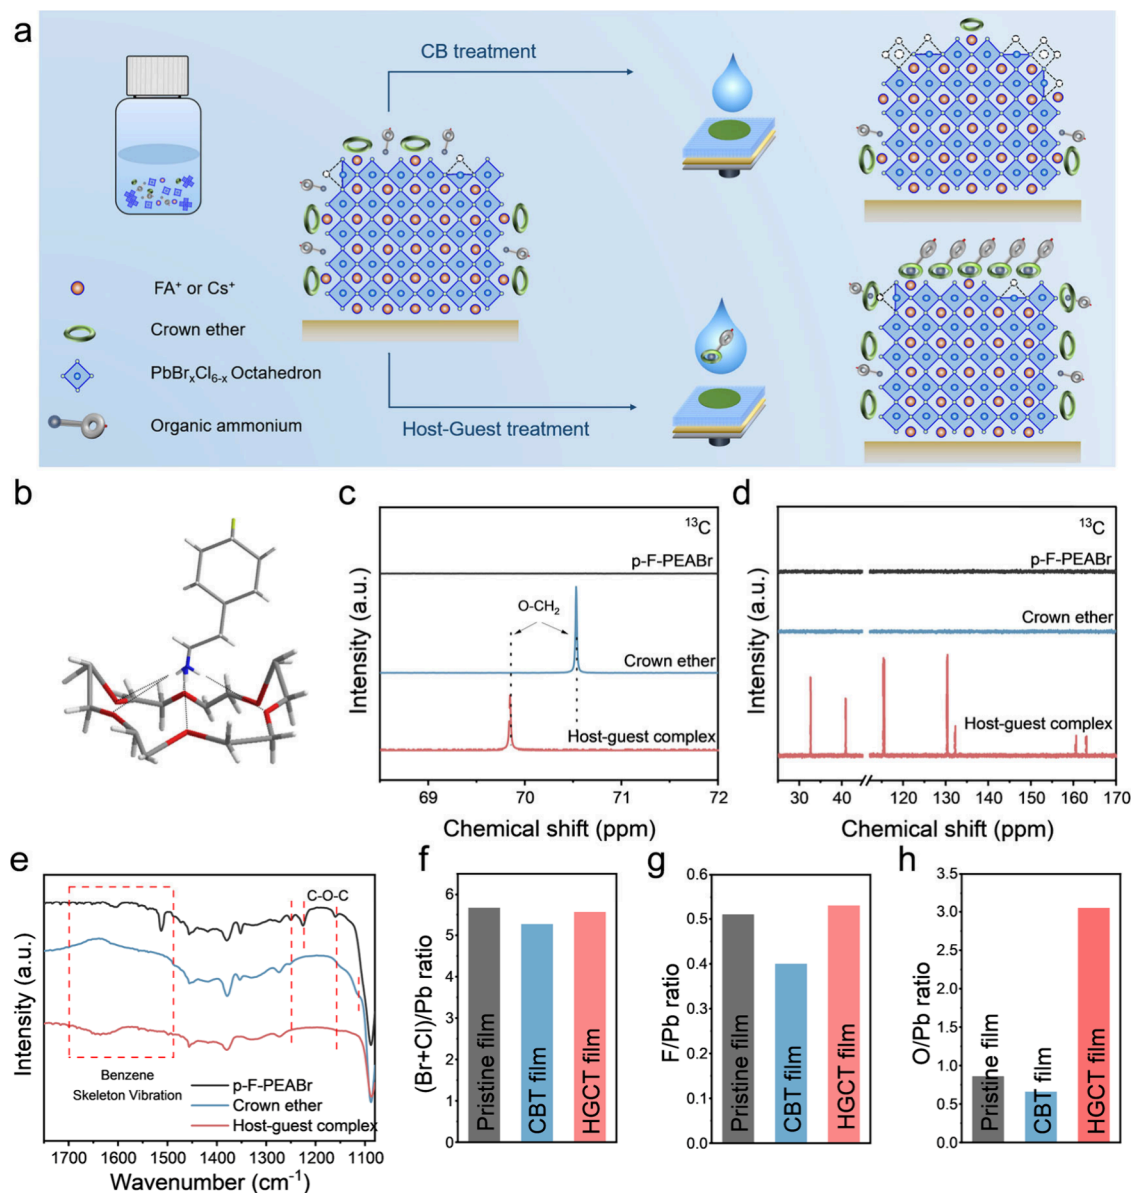 a
CB treatment
FA⁺ or Cs⁺
Crown ether
PbBrₓCl₆₋ₓ Octahedron
Organic ammonium
Host-Guest treatment
b
c
¹³C
p-F-PEABr
O-CH₂
Crown ether
Host-guest complex
Intensity (a.u.)
69 70 71 72
Chemical shift (ppm)
d
¹³C
p-F-PEABr
Crown ether
Host-guest complex
Intensity (a.u.)
30 40 120 130 140 150 160 170
Chemical shift (ppm)
e
C-O-C
Benzene
Skeleton Vibration
p-F-PEABr
Crown ether
Host-guest complex
Intensity (a.u.)
1700 1600 1500 1400 1300 1200 1100
Wavenumber (cm⁻¹)
f
(Br+Cl)/Pb ratio
6
5
4
3
2
1
0
Pristine film
CBT film
HGCT film
g
F/Pb ratio
0.6
0.5
0.4
0.3
0.2
0.1
0.0
Pristine film
CBT film
HGCT film
h
O/Pb ratio
3.5
3.0
2.5
2.0
1.5
1.0
0.5
0.0
Pristine film
CBT film
HGCT film